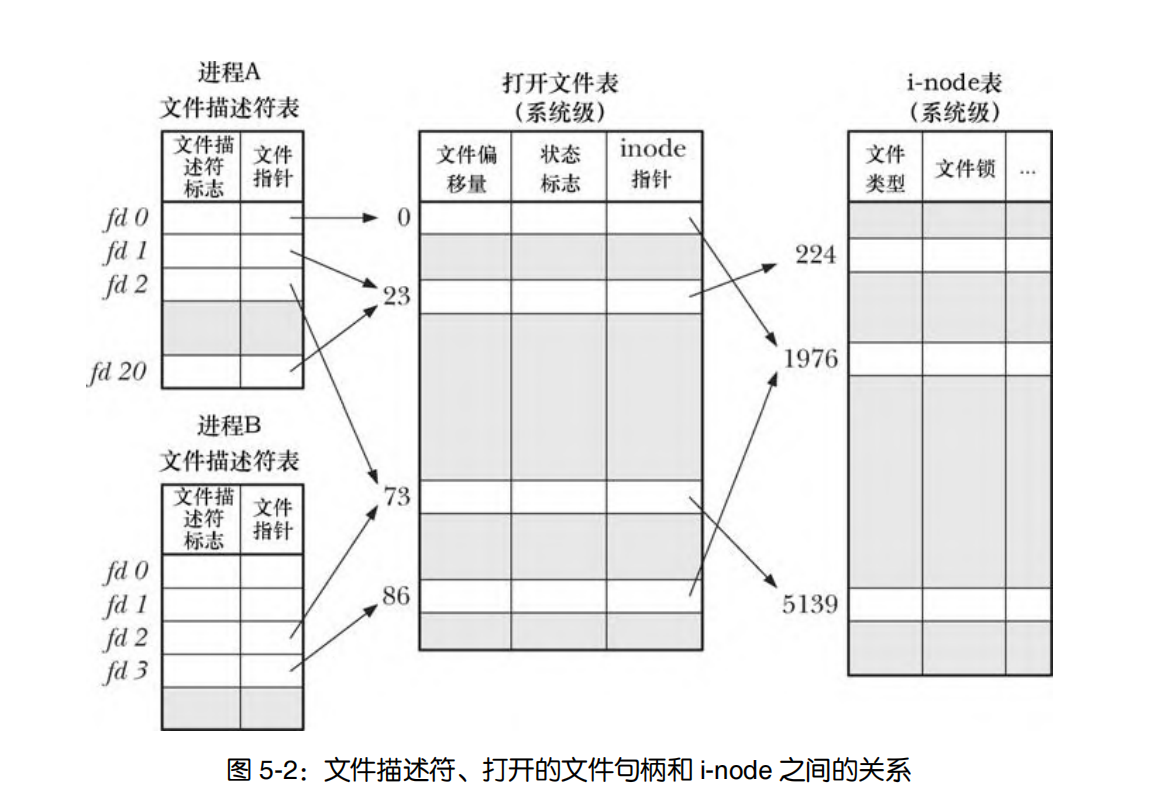 进程A
文件描述符表
文件描
述符
标志
文件
指针
fd 0
fd 1
fd 2
fd 20
进程B
文件描述符表
文件描
述符
标志
文件
指针
fd 0
fd 1
fd 2
fd 3
打开文件表
（系统级）
文件偏
移量
状态
标志
inode
指针
0
23
73
86
i-node表
（系统级）
文件
类型
文件锁
...
224
1976
5139
图 5-2：文件描述符、打开的文件句柄和 i-node 之间的关系